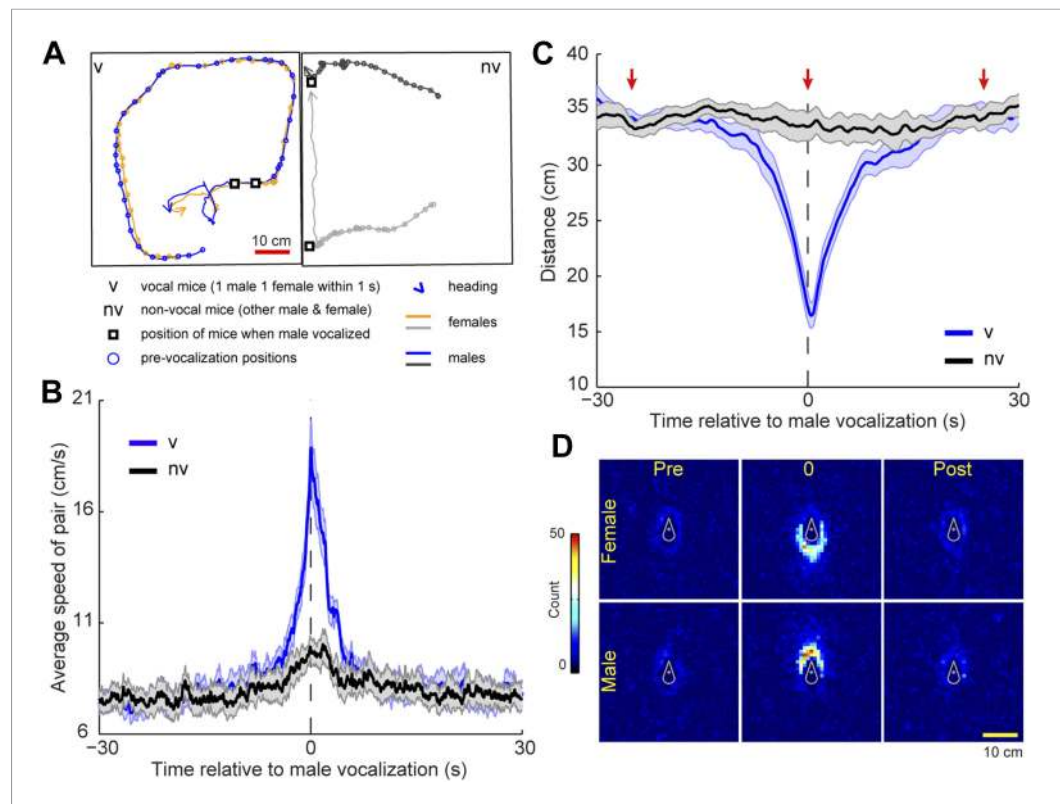 A
v
nv
10 cm
v vocal mice (1 male 1 female within 1 s)
nv non-vocal mice (other male & female)
position of mice when male vocalized
pre-vocalization positions
heading
females
males
B
Average speed of pair (cm/s)
21
16
11
6
v
nv
−30
0
30
Time relative to male vocalization (s)
C
Distance (cm)
40
35
30
25
20
15
10
v
nv
−30
0
30
Time relative to male vocalization (s)
D
Pre
0
Post
Female
Male
50
Count
0
10 cm